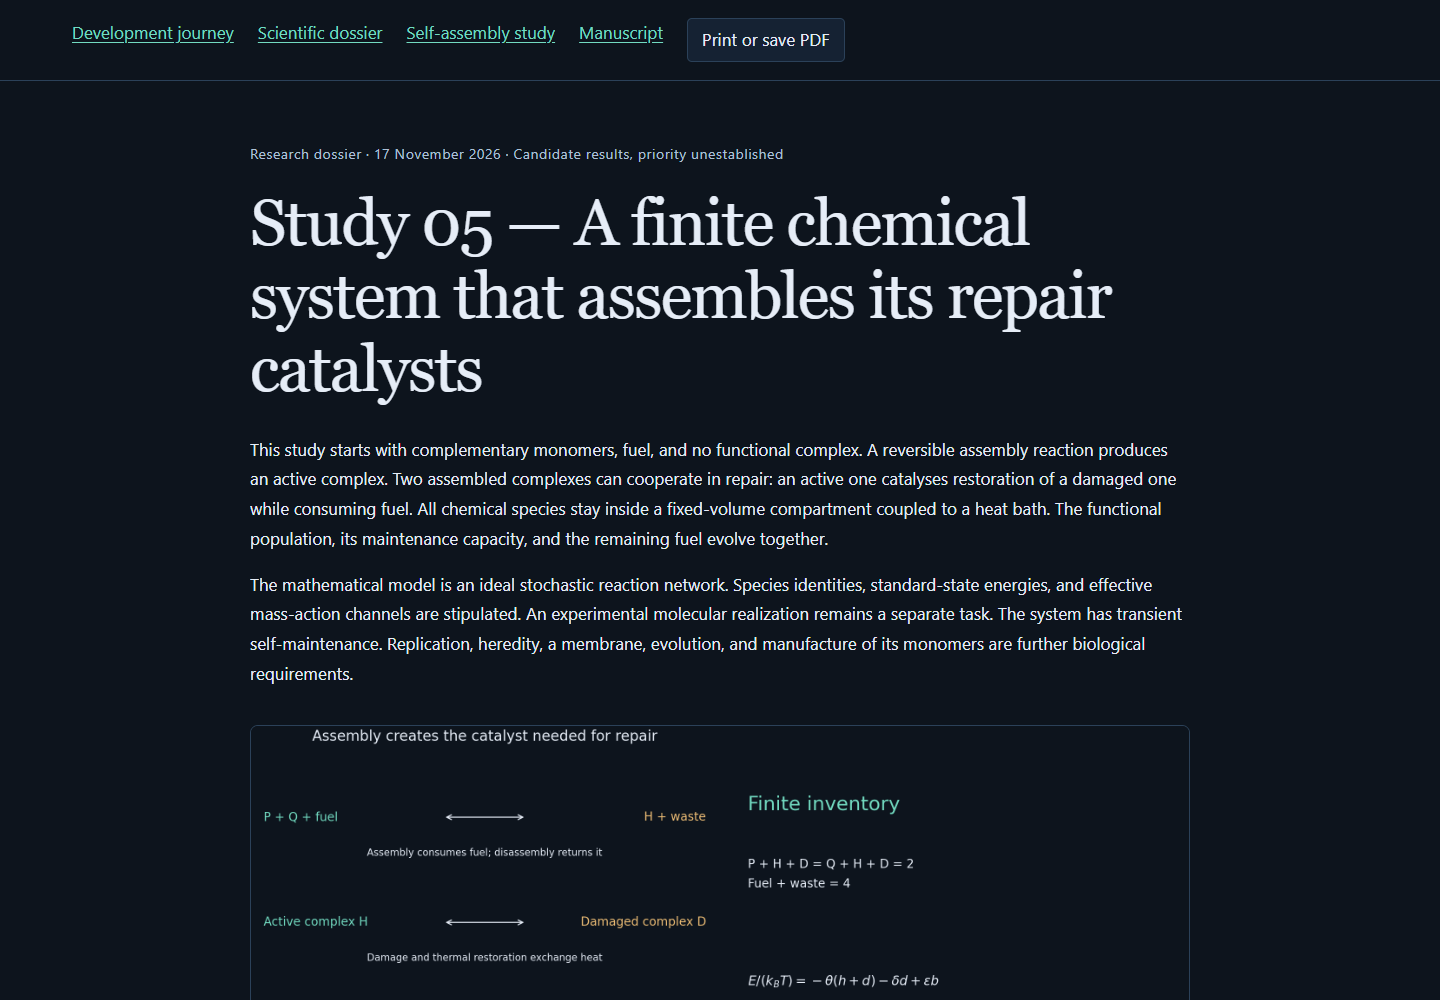 Development journey Scientific dossier Self-assembly study Manuscript Print or save PDF
Research dossier · 17 November 2026 · Candidate results, priority unestablished
Study 05 — A finite chemical
system that assembles its repair
catalysts
This study starts with complementary monomers, fuel, and no functional complex. A reversible assembly reaction produces
an active complex. Two assembled complexes can cooperate in repair: an active one catalyses restoration of a damaged one
while consuming fuel. All chemical species stay inside a fixed-volume compartment coupled to a heat bath. The functional
population, its maintenance capacity, and the remaining fuel evolve together.
The mathematical model is an ideal stochastic reaction network. Species identities, standard-state energies, and effective
mass-action channels are stipulated. An experimental molecular realization remains a separate task. The system has transient
self-maintenance. Replication, heredity, a membrane, evolution, and manufacture of its monomers are further biological
requirements.
Assembly creates the catalyst needed for repair
P + Q + fuel ⟷ H + waste
Assembly consumes fuel; disassembly returns it
Active complex H ⟷ Damaged complex D
Damage and thermal restoration exchange heat
Finite inventory
P + H + D = Q + H + D = 2
Fuel + waste = 4
E/(k_BT) = −θ(h + d) − δd + εb